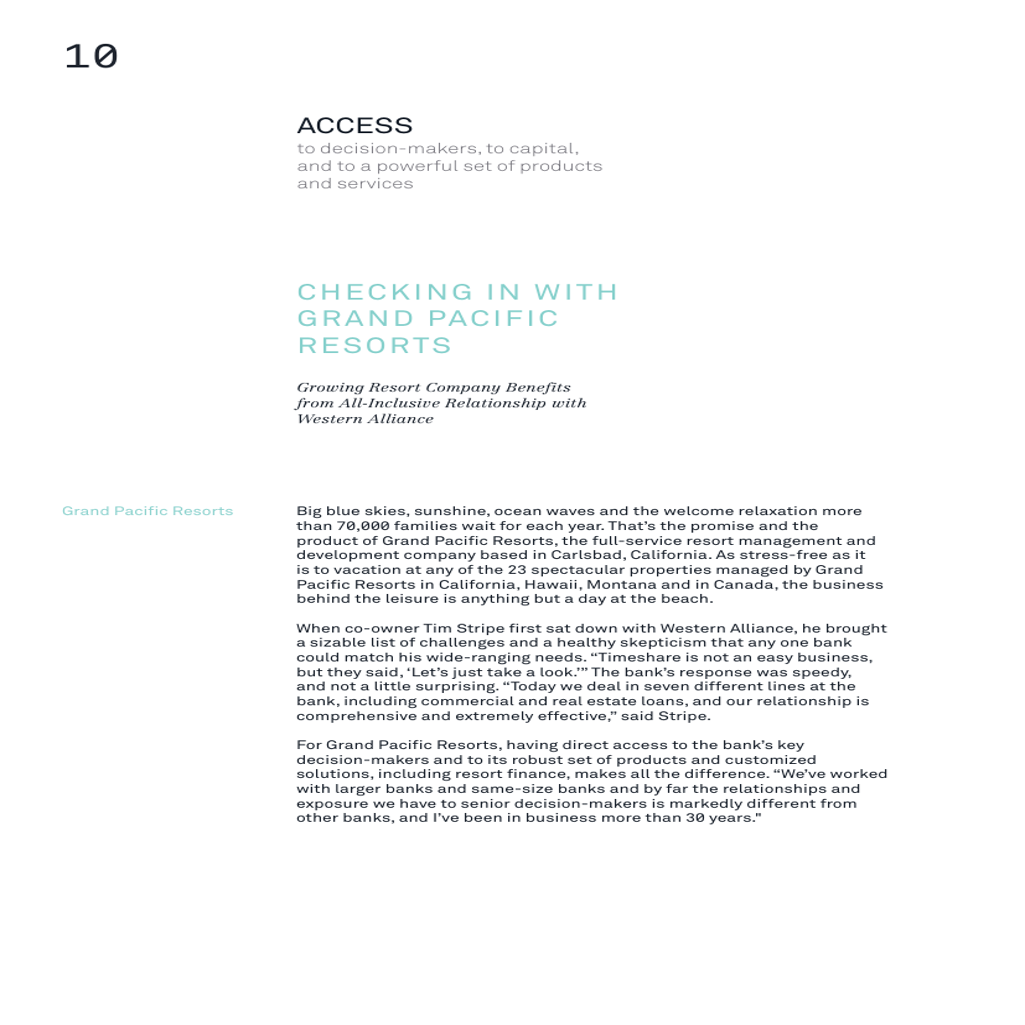 10
ACCESS
to decision-makers, to capital,
and to a powerful set of products
and services
CHECKING IN WITH
GRAND PACIFIC
RESORTS
Growing Resort Company Benefits
from All-Inclusive Relationship with
Western Alliance
Grand Pacific Resorts
Big blue skies, sunshine, ocean waves and the welcome relaxation more
than 70,000 families wait for each year. That’s the promise and the
product of Grand Pacific Resorts, the full-service resort management and
development company based in Carlsbad, California. As stress-free as it
is to vacation at any of the 23 spectacular properties managed by Grand
Pacific Resorts in California, Hawaii, Montana and in Canada, the business
behind the leisure is anything but a day at the beach.
When co-owner Tim Stripe first sat down with Western Alliance, he brought
a sizable list of challenges and a healthy skepticism that any one bank
could match his wide-ranging needs. “Timeshare is not an easy business,
but they said, ‘Let’s just take a look.’” The bank’s response was speedy,
and not a little surprising. “Today we deal in seven different lines at the
bank, including commercial and real estate loans, and our relationship is
comprehensive and extremely effective,” said Stripe.
For Grand Pacific Resorts, having direct access to the bank’s key
decision-makers and to its robust set of products and customized
solutions, including resort finance, makes all the difference. “We’ve worked
with larger banks and same-size banks and by far the relationships and
exposure we have to senior decision-makers is markedly different from
other banks, and I’ve been in business more than 30 years."